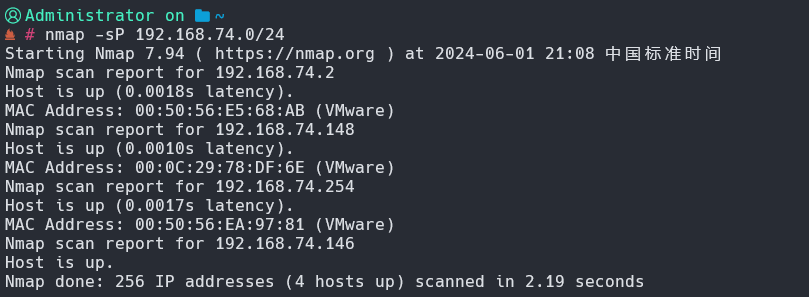 Administrator on ~
# nmap -sP 192.168.74.0/24
Starting Nmap 7.94 ( https://nmap.org ) at 2024-06-01 21:08 中国标准时间
Nmap scan report for 192.168.74.2
Host is up (0.0018s latency).
MAC Address: 00:50:56:E5:68:AB (VMware)
Nmap scan report for 192.168.74.148
Host is up (0.0010s latency).
MAC Address: 00:0C:29:78:DF:6E (VMware)
Nmap scan report for 192.168.74.254
Host is up (0.0017s latency).
MAC Address: 00:50:56:EA:97:81 (VMware)
Nmap scan report for 192.168.74.146
Host is up.
Nmap done: 256 IP addresses (4 hosts up) scanned in 2.19 seconds